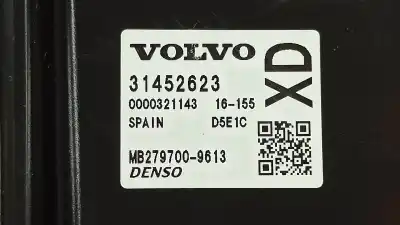 VOLVO
31452623
0000321143 16-155
SPAIN D5E1C
MB279700-9613
DENSO
XD